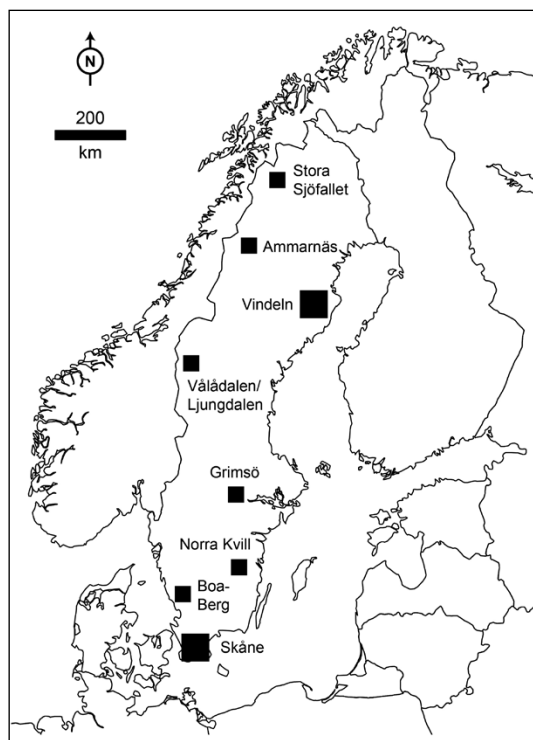 N
200
km
Stora
Sjöfallet
Ammarnäs
Vindeln
Vålådalen/
Ljungdalen
Grimsö
Norra Kvill
Boa-
Berg
Skåne